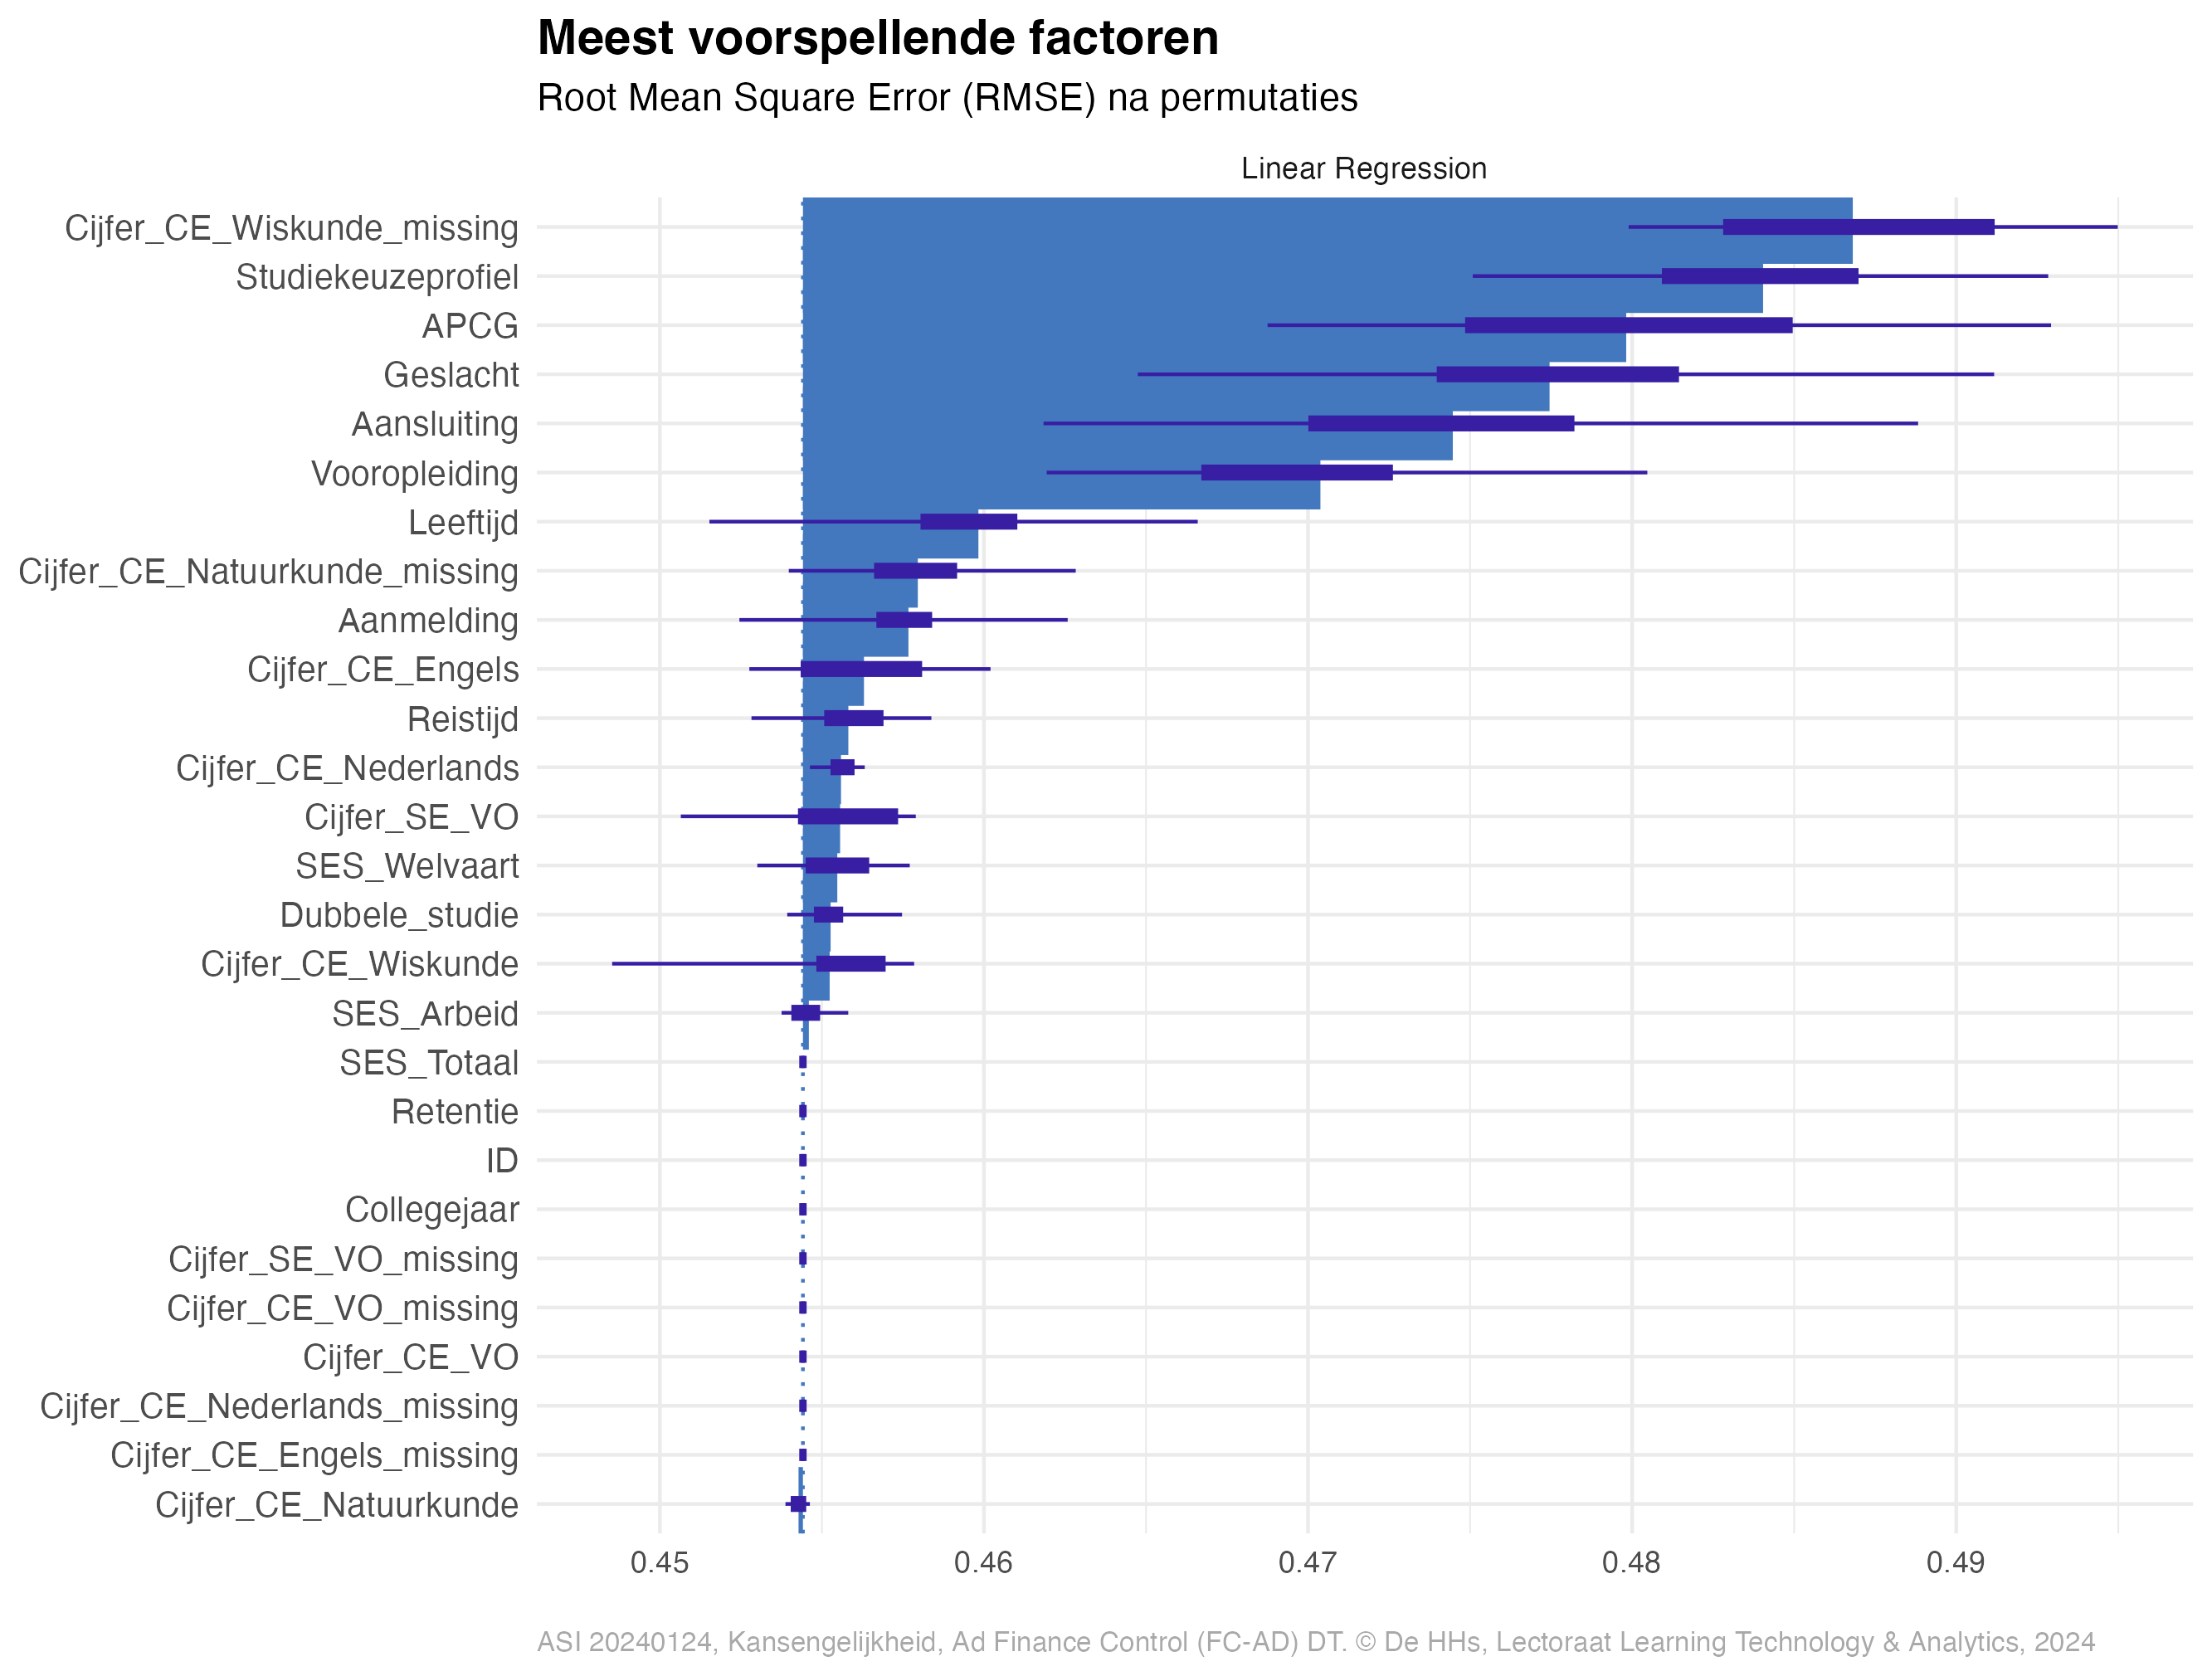 Meest voorspellende factoren
Root Mean Square Error (RMSE) na permutaties
Linear Regression
Cijfer_CE_Wiskunde_missing
Studiekeuzeprofiel
APCG
Geslacht
Aansluiting
Vooropleiding
Leeftijd
Cijfer_CE_Natuurkunde_missing
Aanmelding
Cijfer_CE_Engels
Reistijd
Cijfer_CE_Nederlands
Cijfer_SE_VO
SES_Welvaart
Dubbele_studie
Cijfer_CE_Wiskunde
SES_Arbeid
SES_Totaal
Retentie
ID
Collegejaar
Cijfer_SE_VO_missing
Cijfer_CE_VO_missing
Cijfer_CE_VO
Cijfer_CE_Nederlands_missing
Cijfer_CE_Engels_missing
Cijfer_CE_Natuurkunde
0.45 0.46 0.47 0.48 0.49
ASI 20240124, Kansengelijkheid, Ad Finance Control (FC-AD) DT. © De HHs, Lectoraat Learning Technology & Analytics, 2024